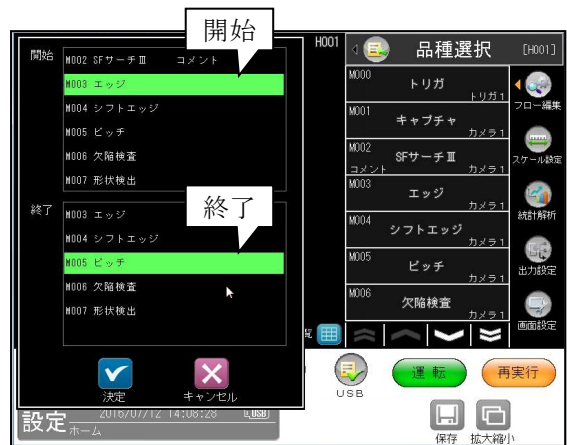 開始
開始
M002 SFサーチⅢ コメント
M003 エッジ
M004 シフトエッジ
M005 ピッチ
M006 欠陥検査
M007 形状検出
終了
終了
M003 エッジ
M004 シフトエッジ
M005 ピッチ
M006 欠陥検査
M007 形状検出
決定
キャンセル
H001
品種選択
[H001]
M000
トリガ
トリガ1
M001
キャプチャ
カメラ1
M002
SFサーチⅢ
コメント カメラ1
M003
エッジ
カメラ1
M004
シフトエッジ
カメラ1
M005
ピッチ
カメラ1
M006
欠陥検査
カメラ1
フロー編集
スケール設定
統計解析
出力設定
画面設定
覧
USB
運転
再実行
設定
2016/07/12 14:08:28
ホーム
保存
拡大縮小